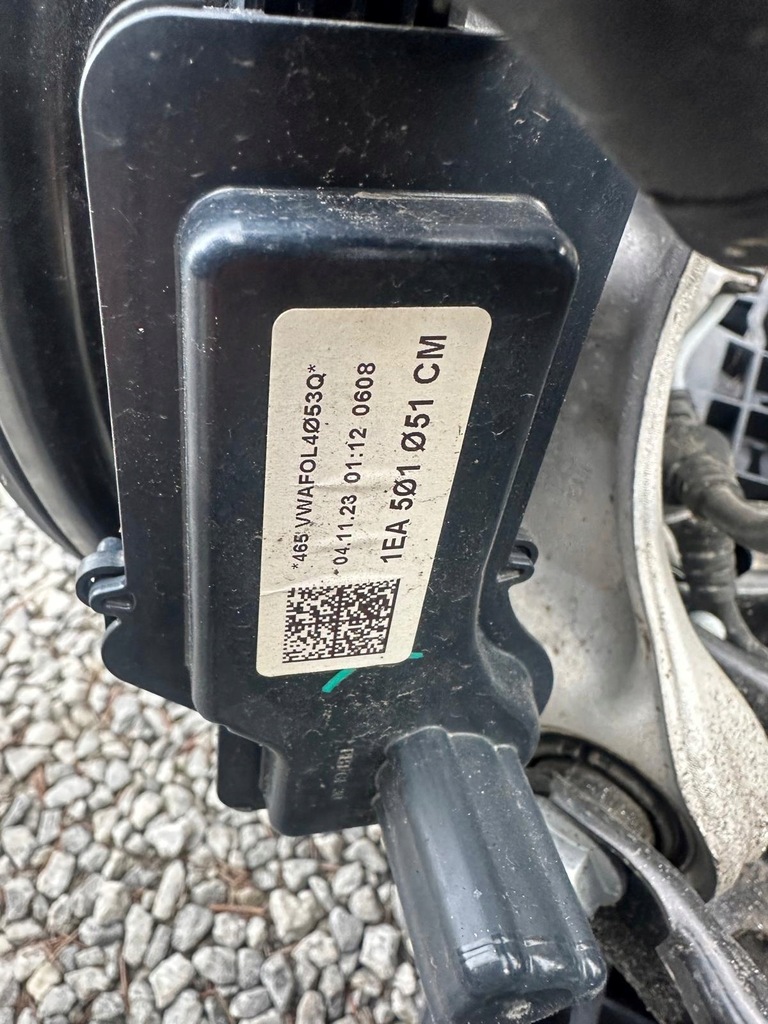 *465 VWAFOL4Ø53Q*
*04.11.23 01:12 0608
1EA 5Ø1 Ø51 CM